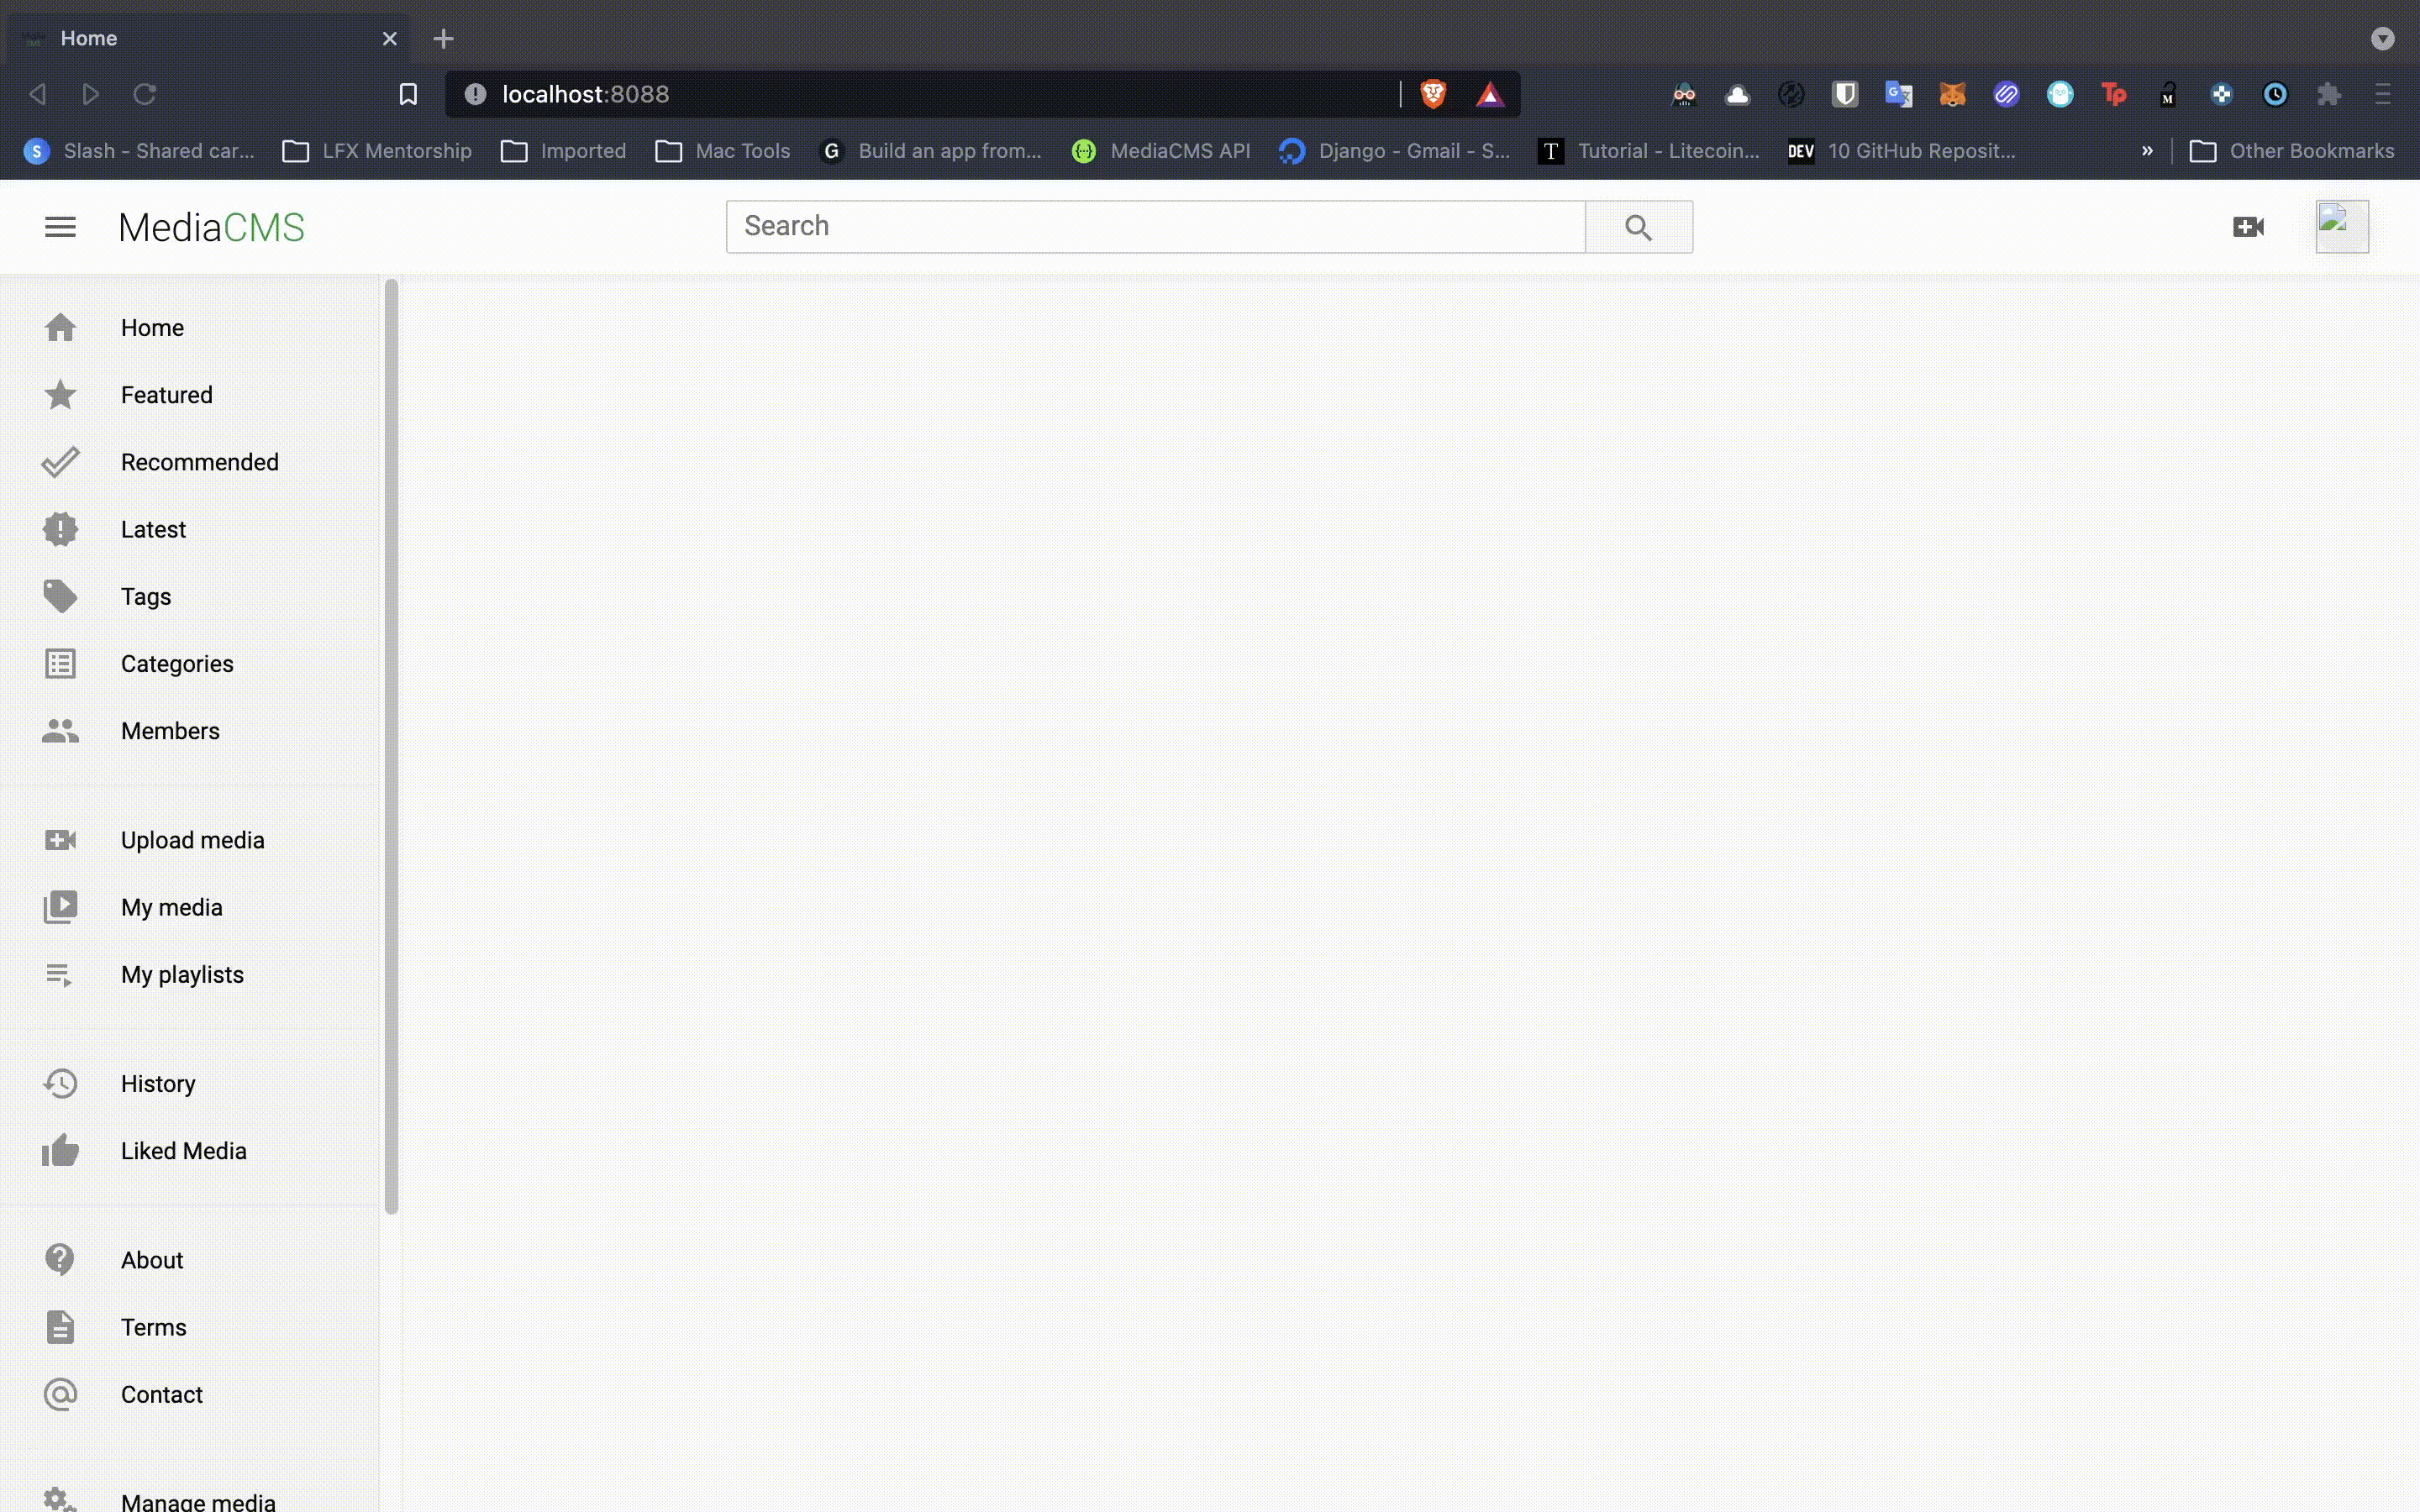 Home
localhost:8088
Slash - Shared car... LFX Mentorship Imported Mac Tools G Build an app from... MediaCMS API Django - Gmail - S... T Tutorial - Litecoin... DEV 10 GitHub Reposit... » Other Bookmarks
MediaCMS Search
Home
Featured
Recommended
Latest
Tags
Categories
Members
Upload media
My media
My playlists
History
Liked Media
About
Terms
Contact
Manage media